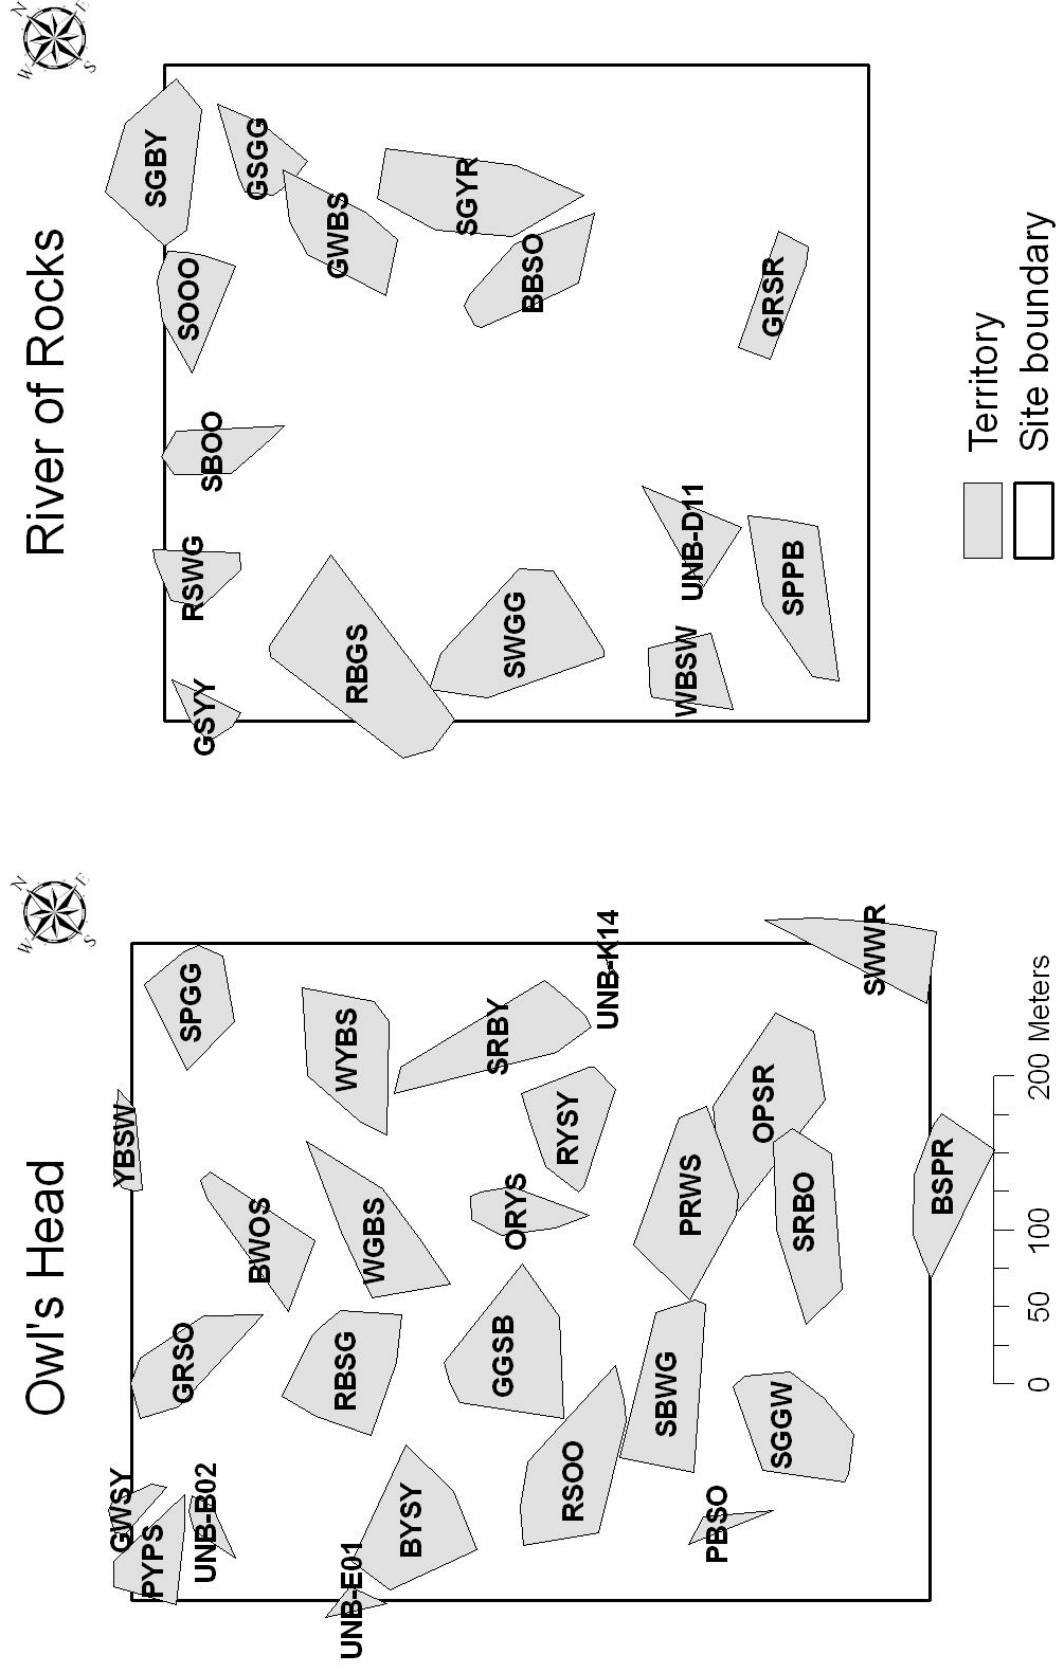 Owl's Head
W N
S E
GWSY
YBSW
PYPS
GRSO
SPGG
UNB-B02
BWOS
UNB-E01
RBSG
WYBS
WGBS
BYSY
SRBY
GGSB
ORYS
RYSY
RSOO
UNB-K14
SBWG
PRWS
PBSO
OPSR
SGGW
SRBO
SWWR
BSPR
0 50 100 200 Meters
River of Rocks
W N
S E
SGBY
SOOO
RSWG
GSYY
SBOO
GSGG
GWBS
RBGS
SGYR
SWGG
BBSO
WBSW
UNB-D11
GRSR
SPPB
Territory
Site boundary